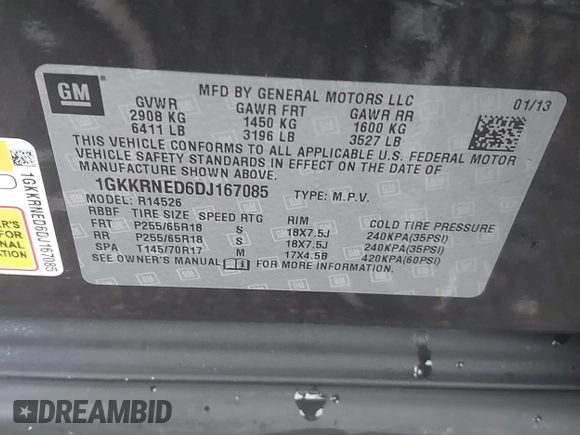 GM
MFD BY GENERAL MOTORS LLC
01/13
GVWR GAWR FRT GAWR RR
2908 KG 1450 KG 1600 KG
6411 LB 3196 LB 3527 LB
THIS VEHICLE CONFORMS TO ALL APPLICABLE U.S. FEDERAL MOTOR
VEHICLE SAFETY STANDARDS IN EFFECT ON THE DATE OF
MANUFACTURE SHOWN ABOVE.
1GKKRNED6DJ167085 TYPE: M.P.V.
MODEL: R14526
RBBF TIRE SIZE SPEED RTG RIM COLD TIRE PRESSURE
FRT P255/65R18 S 18X7.5J 240KPA(35PSI)
RR P255/65R18 S 18X7.5J 240KPA(35PSI)
SPA T145/70R17 M 17X4.5B 420KPA(60PSI)
SEE OWNER'S MANUAL FOR MORE INFORMATION.
1GKKRNED6DJ167085
OWNER'S
FOR
ONAL
ATION
DREAMBID